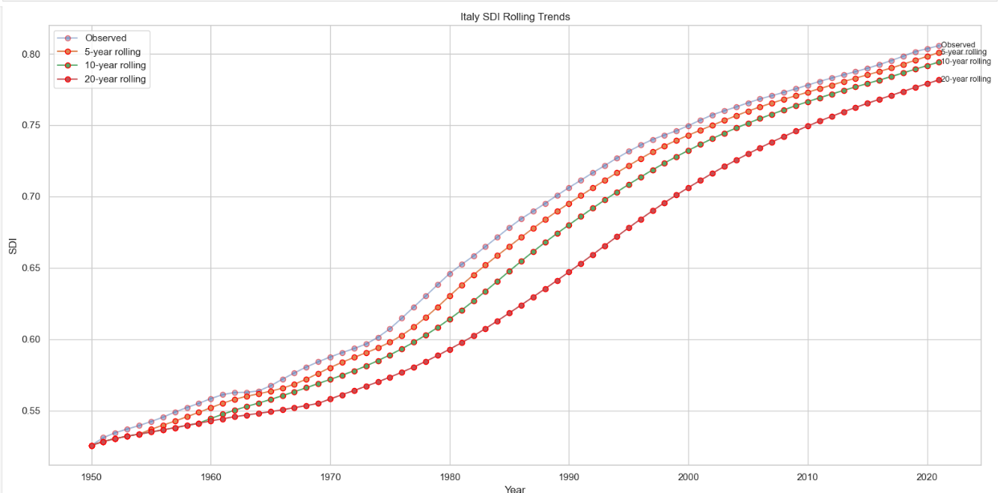 Italy SDI Rolling Trends
Observed
5-year rolling
10-year rolling
20-year rolling
0.80
0.75
0.70
0.65
0.60
0.55
SDI
Observed
5-year rolling
10-year rolling
20-year rolling
1950 1960 1970 1980 1990 2000 2010 2020
Year